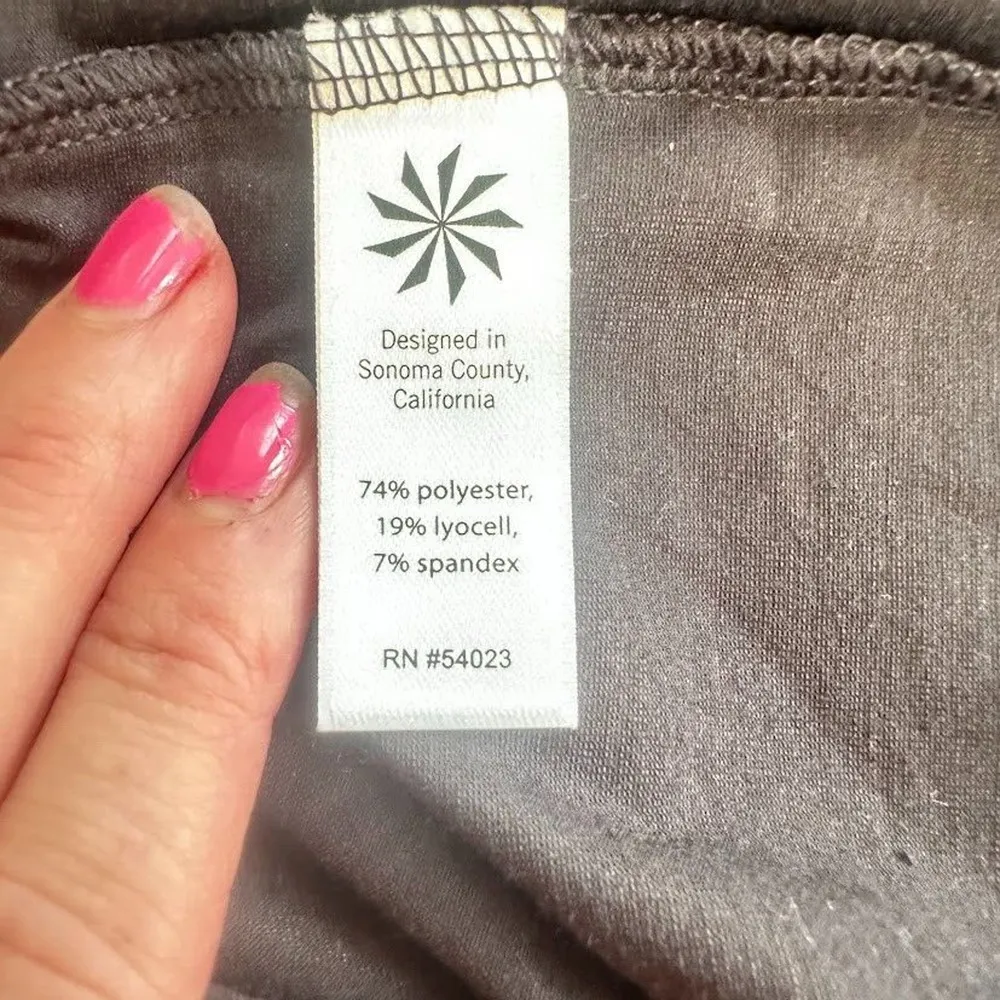 Designed in
Sonoma County,
California
74% polyester,
19% lyocell,
7% spandex
RN #54023